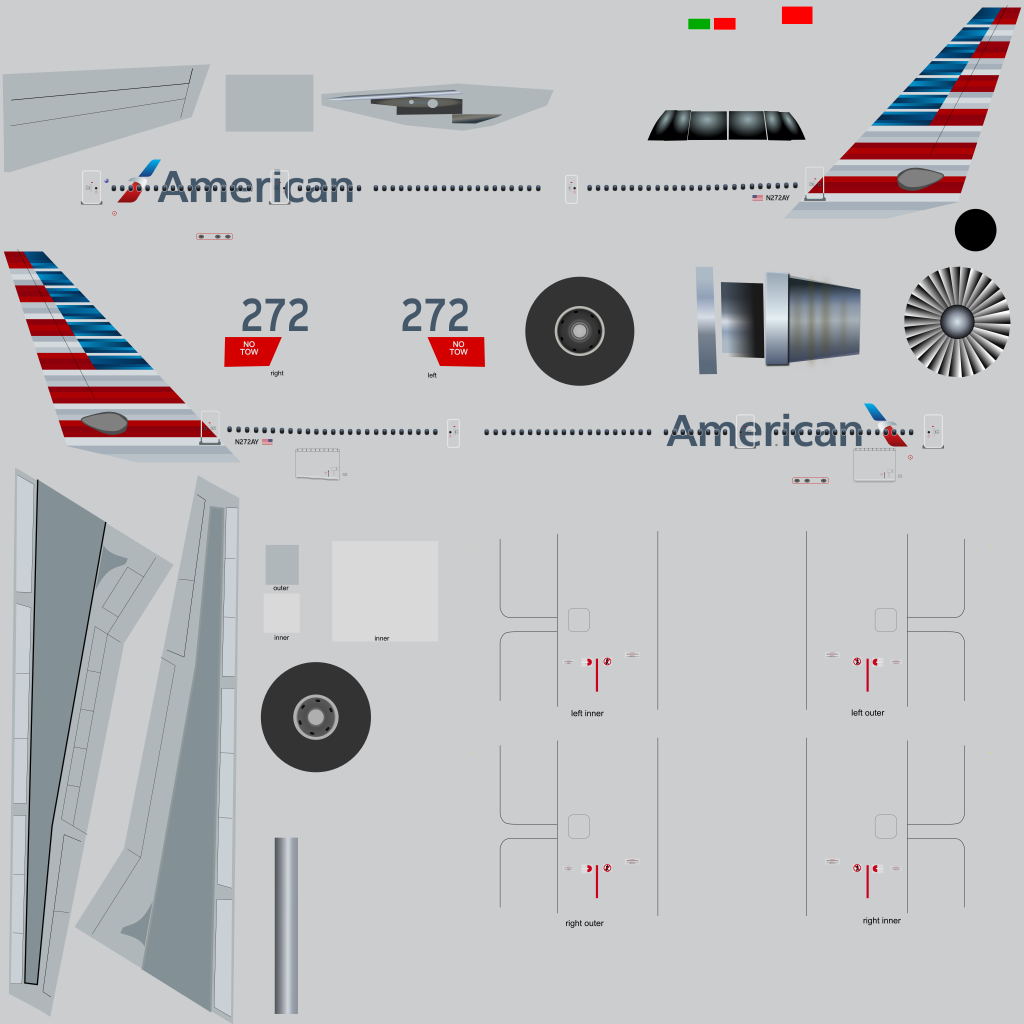 American
N272AY
272
NO
TOW
right
272
NO
TOW
left
N272AY
American
outer
inner
inner
left inner
left outer
right outer
right inner